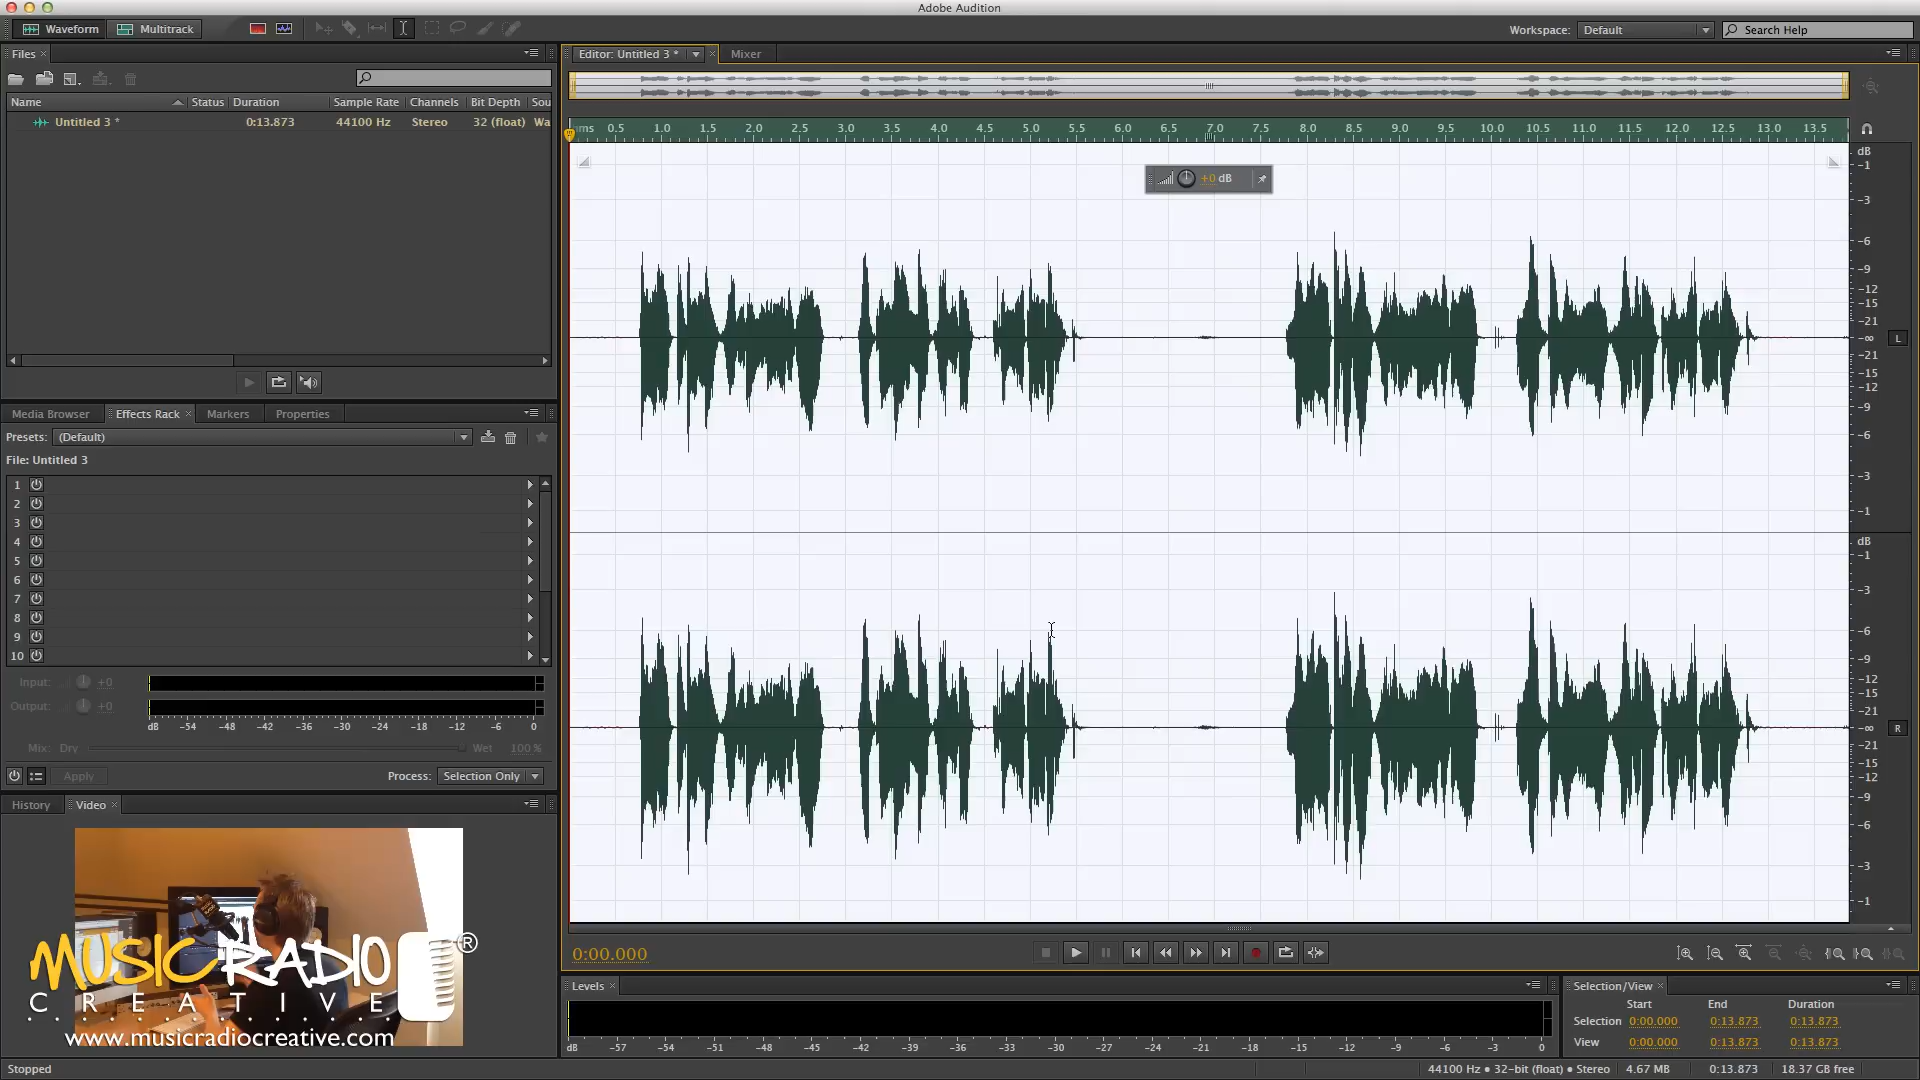 Adobe Audition
Waveform
Multitrack
Workspace:
Default
Search Help
Files
Name
Status
Duration
Sample Rate
Channels
Bit Depth
Sou
Untitled 3 *
0:13.873
44100 Hz
Stereo
32 (float)
Wa
Media Browser
Effects Rack
Markers
Properties
Presets:
(Default)
File: Untitled 3
1
2
3
4
5
6
7
8
9
10
Input:
+0
Output:
+0
dB -54 -48 -42 -36 -30 -24 -18 -12 -6 0
Mix: Dry
Wet 100 %
Apply
Process:
Selection Only
History
Video
MUSIC RADIO ®
CREATIVE
www.musicradiocreative.com
Editor: Untitled 3 *
Mixer
hms 0.5 1.0 1.5 2.0 2.5 3.0 3.5 4.0 4.5 5.0 5.5 6.0 6.5 7.0 7.5 8.0 8.5 9.0 9.5 10.0 10.5 11.0 11.5 12.0 12.5 13.0 13.5
+0 dB
dB
-1
-3
-6
-9
-12
-15
-21
-∞
L
-21
-15
-12
-9
-6
-3
-1
dB
-1
-3
-6
-9
-12
-15
-21
-∞
R
-21
-15
-12
-9
-6
-3
-1
0:00.000
Levels
dB -57 -54 -51 -48 -45 -42 -39 -36 -33 -30 -27 -24 -21 -18 -15 -12 -9 -6 -3 0
Selection/View
Start End Duration
Selection 0:00.000 0:13.873 0:13.873
View 0:00.000 0:13.873 0:13.873
Stopped
44100 Hz • 32-bit (float) • Stereo
4.67 MB
0:13.873
18.37 GB free